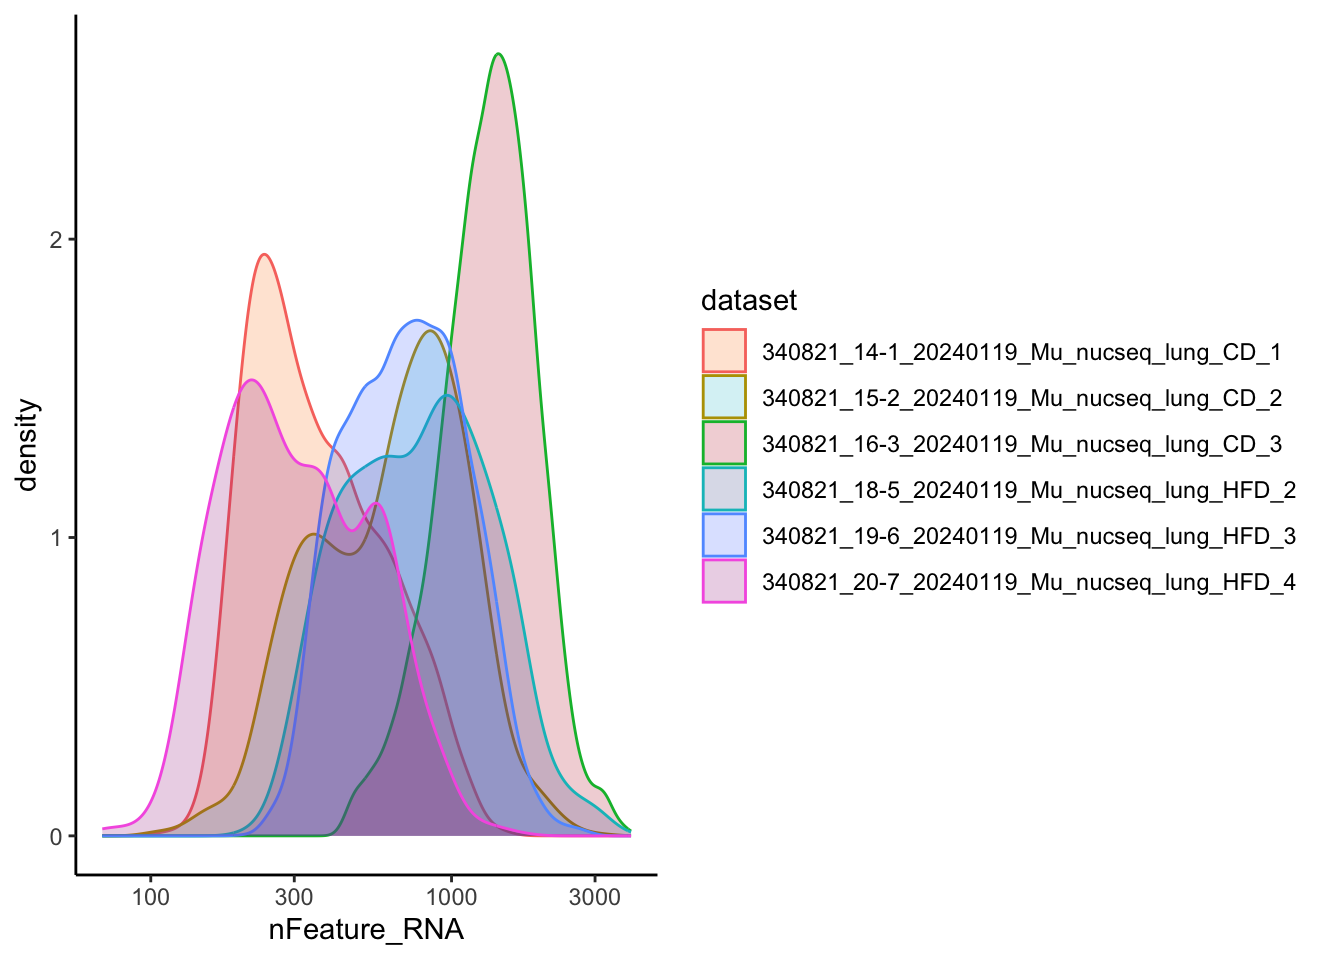 density
2
1
0
100
300
1000
3000
nFeature_RNA
dataset
340821_14-1_20240119_Mu_nucseq_lung_CD_1
340821_15-2_20240119_Mu_nucseq_lung_CD_2
340821_16-3_20240119_Mu_nucseq_lung_CD_3
340821_18-5_20240119_Mu_nucseq_lung_HFD_2
340821_19-6_20240119_Mu_nucseq_lung_HFD_3
340821_20-7_20240119_Mu_nucseq_lung_HFD_4